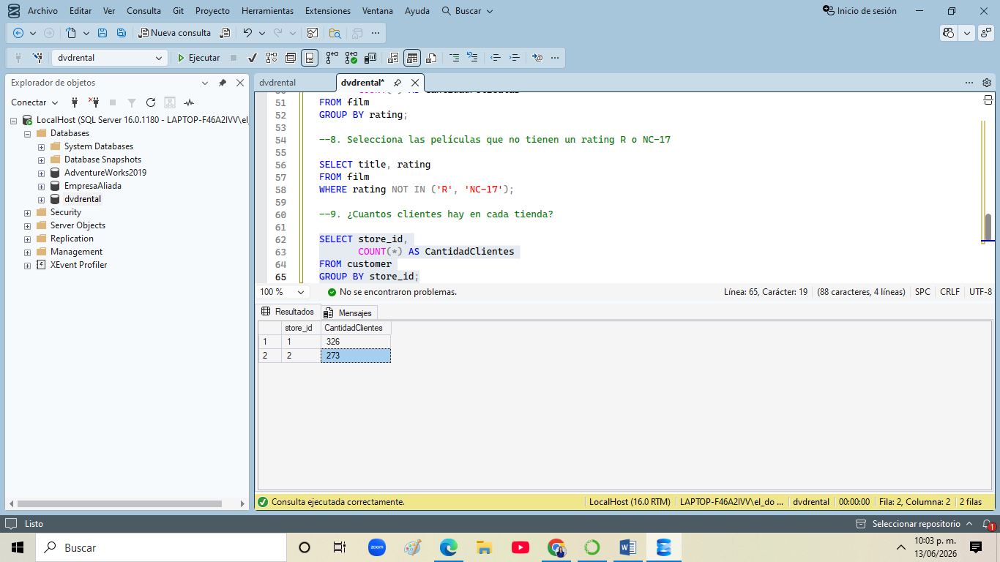 Archivo Editar Ver Consulta Git Proyecto Herramientas Extensiones Ventana Ayuda Buscar Inicio de sesión
Nueva consulta
dvdrental Ejecutar
Explorador de objetos
Conectar
LocalHost (SQL Server 16.0.1180 - LAPTOP-F46A2IVV\el_
Databases
System Databases
Database Snapshots
AdventureWorks2019
EmpresaAliada
dvdrental
Security
Server Objects
Replication
Management
XEvent Profiler
dvdrental dvdrental*
51 FROM film
52 GROUP BY rating;
53
54 --8. Selecciona las películas que no tienen un rating R o NC-17
55
56 SELECT title, rating
57 FROM film
58 WHERE rating NOT IN ('R', 'NC-17');
59
60 --9. ¿Cuantos clientes hay en cada tienda?
61
62 SELECT store_id,
63 COUNT(*) AS CantidadClientes
64 FROM customer
65 GROUP BY store_id;
100 % No se encontraron problemas. Línea: 65, Carácter: 19 (88 caracteres, 4 líneas) SPC CRLF UTF-8
Resultados Mensajes
store_id CantidadClientes
1 1 326
2 2 273
Consulta ejecutada correctamente. LocalHost (16.0 RTM) LAPTOP-F46A2IVV\el_do ... dvdrental 00:00:00 Fila: 2, Columna: 2 2 filas
Listo Seleccionar repositorio 1
Buscar zoom 10:03 p. m.
13/06/2026